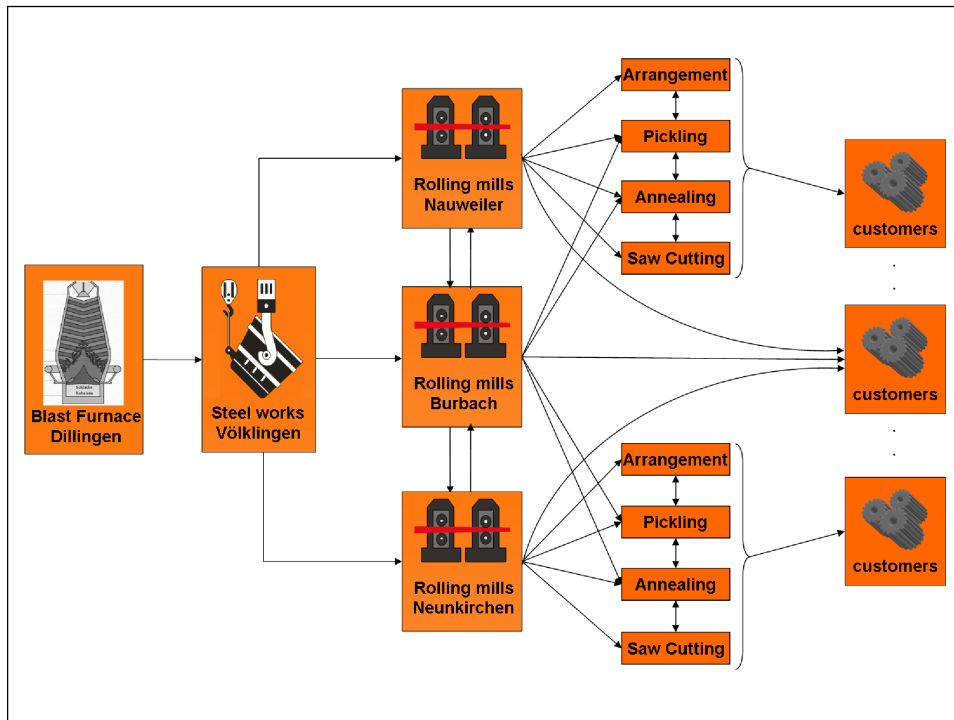 Blast Furnace
Dillingen
Steel works
Völklingen
Rolling mills
Nauweiler
Rolling mills
Burbach
Rolling mills
Neunkirchen
Arrangement
Pickling
Annealing
Saw Cutting
Arrangement
Pickling
Annealing
Saw Cutting
customers
customers
customers